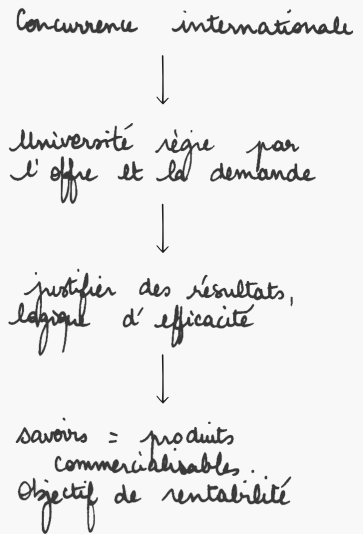 Concurrence internationale
↓
Université régie par
l'offre et la demande
↓
justifier des résultats,
logique d'efficacité
↓
savoirs = produits
commercialisables.
Objectif de rentabilité